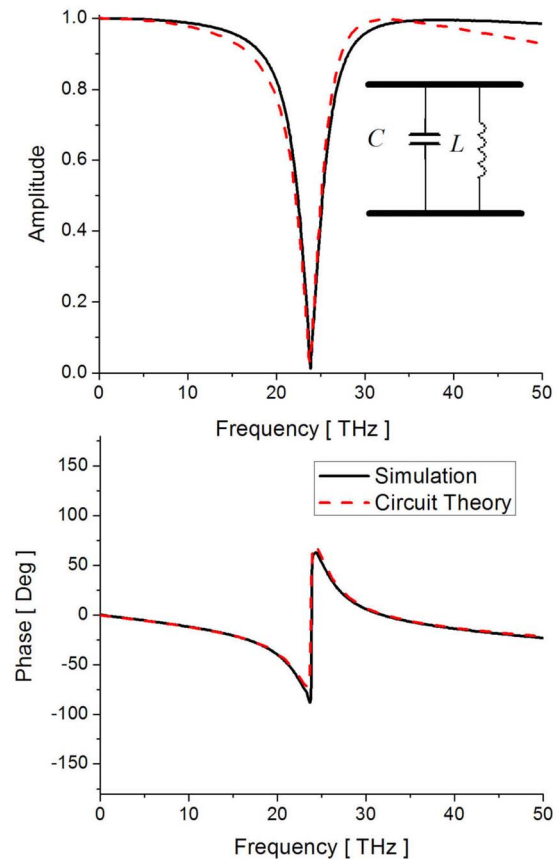 1.0
0.8
0.6
0.4
0.2
0.0
Amplitude
C L
0 10 20 30 40 50
Frequency [ THz ]
150
100
50
0
-50
-100
-150
Phase [ Deg ]
Simulation
Circuit Theory
0 10 20 30 40 50
Frequency [ THz ]